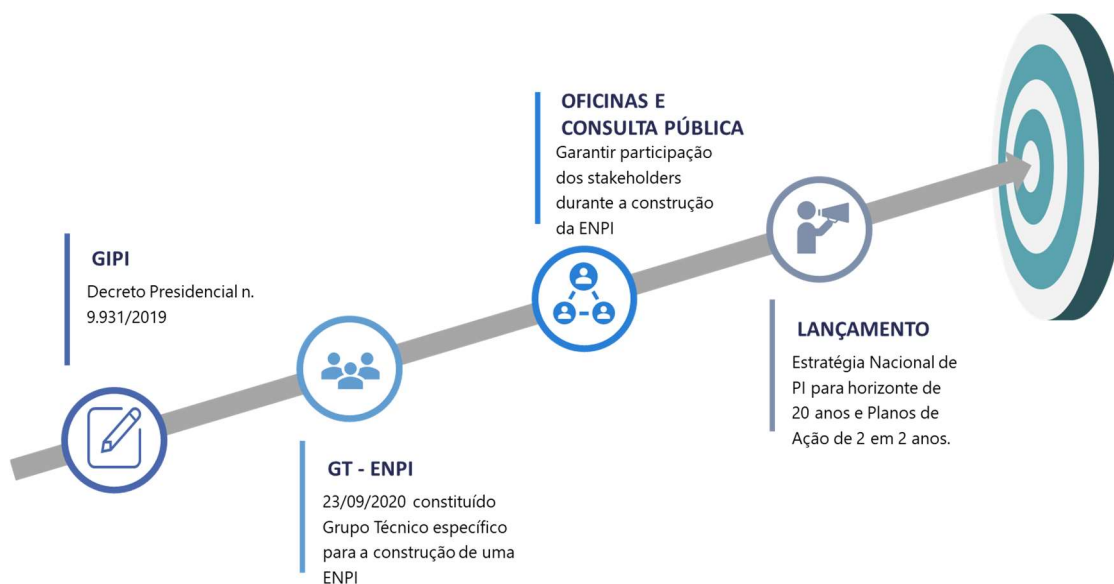 GIPI
Decreto Presidencial n.
9.931/2019
GT - ENPI
23/09/2020 constituído
Grupo Técnico específico
para a construção de uma
ENPI
OFICINAS E
CONSULTA PÚBLICA
Garantir participação
dos stakeholders
durante a construção
da ENPI
LANÇAMENTO
Estratégia Nacional de
PI para horizonte de
20 anos e Planos de
Ação de 2 em 2 anos.